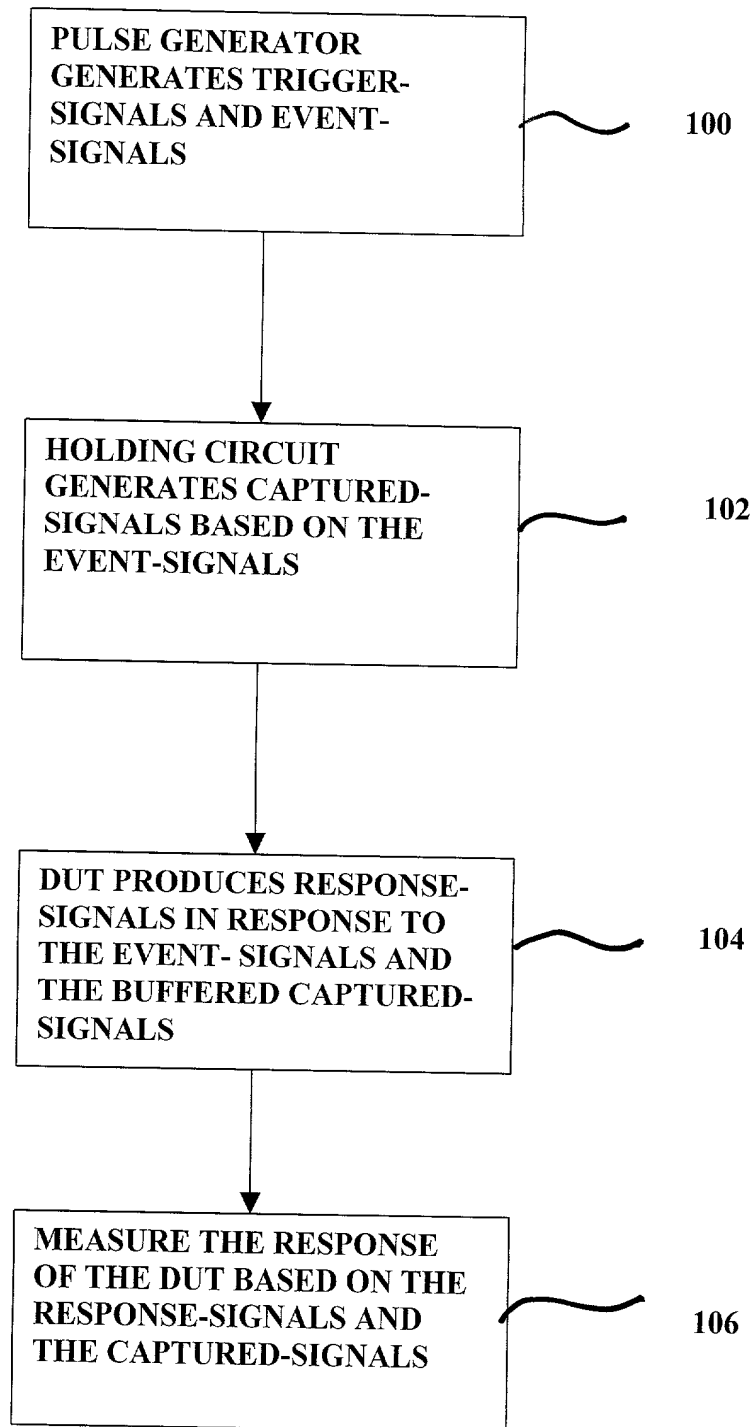 PULSE GENERATOR
GENERATES TRIGGER-
SIGNALS AND EVENT-
SIGNALS
100
HOLDING CIRCUIT
GENERATES CAPTURED-
SIGNALS BASED ON THE
EVENT-SIGNALS
102
DUT PRODUCES RESPONSE-
SIGNALS IN RESPONSE TO
THE EVENT- SIGNALS AND
THE BUFFERED CAPTURED-
SIGNALS
104
MEASURE THE RESPONSE
OF THE DUT BASED ON THE
RESPONSE-SIGNALS AND
THE CAPTURED-SIGNALS
106